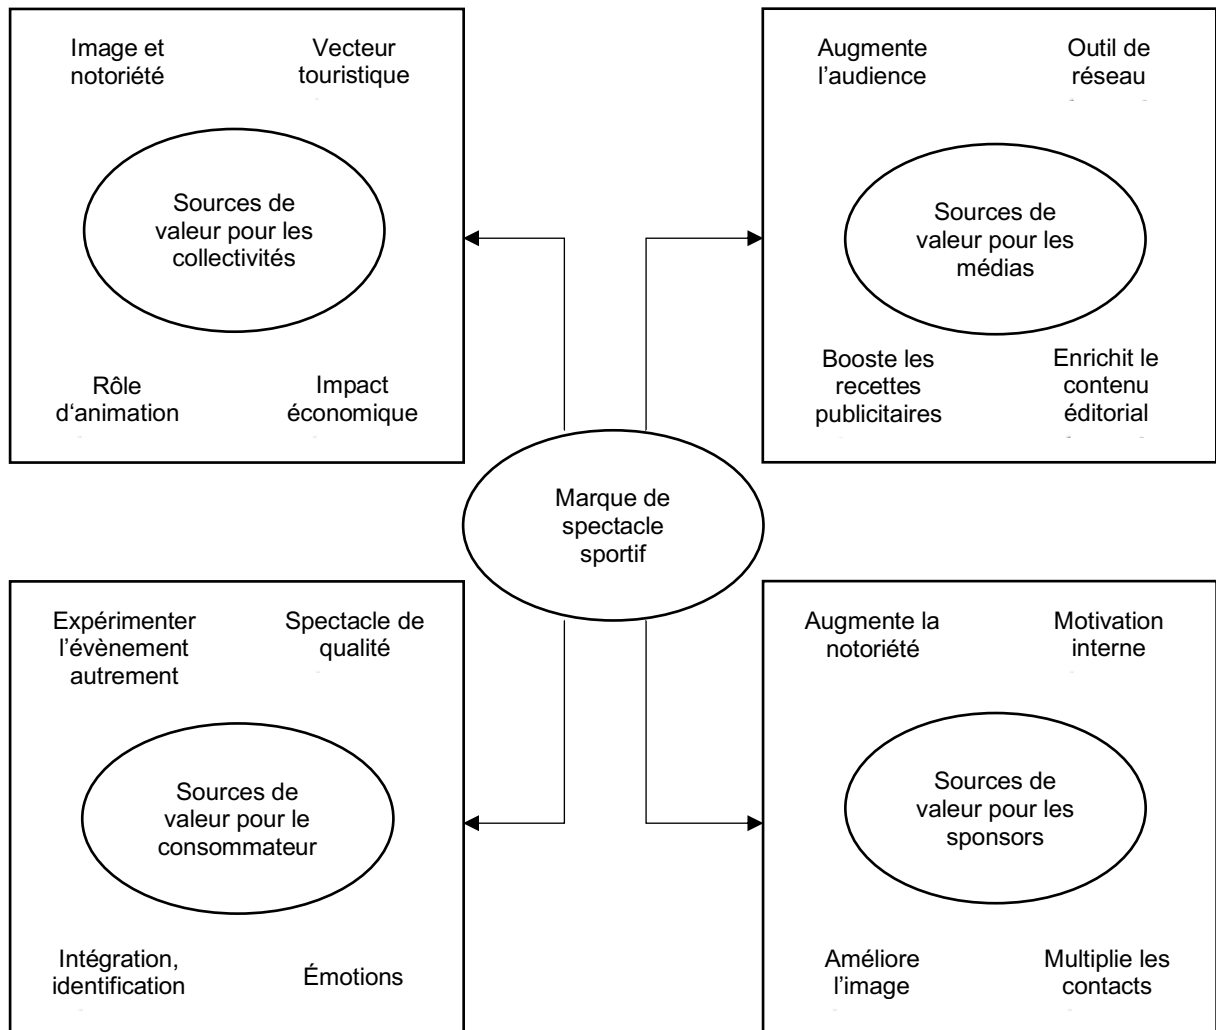 Image et
notoriété
Vecteur
touristique
Sources de
valeur pour les
collectivités
Rôle
d‘animation
Impact
économique
Augmente
l’audience
Outil de
réseau
Sources de
valeur pour les
médias
Booste les
recettes
publicitaires
Enrichit le
contenu
éditorial
Marque de
spectacle
sportif
Expérimenter
l’évènement
autrement
Spectacle de
qualité
Sources de
valeur pour le
consommateur
Intégration,
identification
Émotions
Augmente la
notoriété
Motivation
interne
Sources de
valeur pour les
sponsors
Améliore
l’image
Multiplie les
contacts